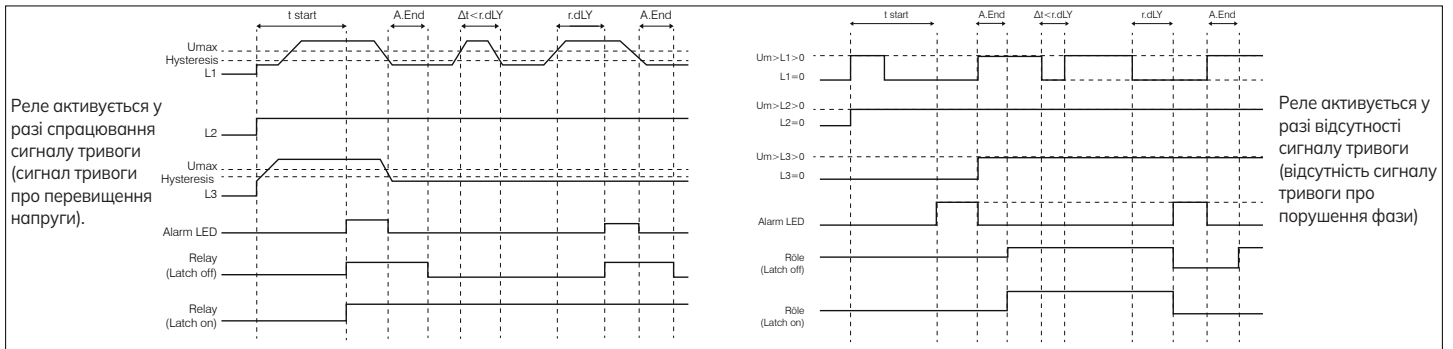 Реле активується у
разі спрацювання
сигналу тривоги
(сигнал тривоги
про перевищення
напруги).
t start
A.End
Δt<r.dLY
r.dLY
A.End
Umax
Hysteresis
L1
L2
Umax
Hysteresis
L3
Alarm LED
Relay
(Latch off)
Relay
(Latch on)
t start
A.End
Δt<r.dLY
r.dLY
A.End
Um>L1>0
L1=0
Um>L2>0
L2=0
Um>L3>0
L3=0
Alarm LED
Röle
(Latch off)
Röle
(Latch on)
Реле активується у
разі відсутності
сигналу тривоги
(відсутність сигналу
тривоги про
порушення фази)